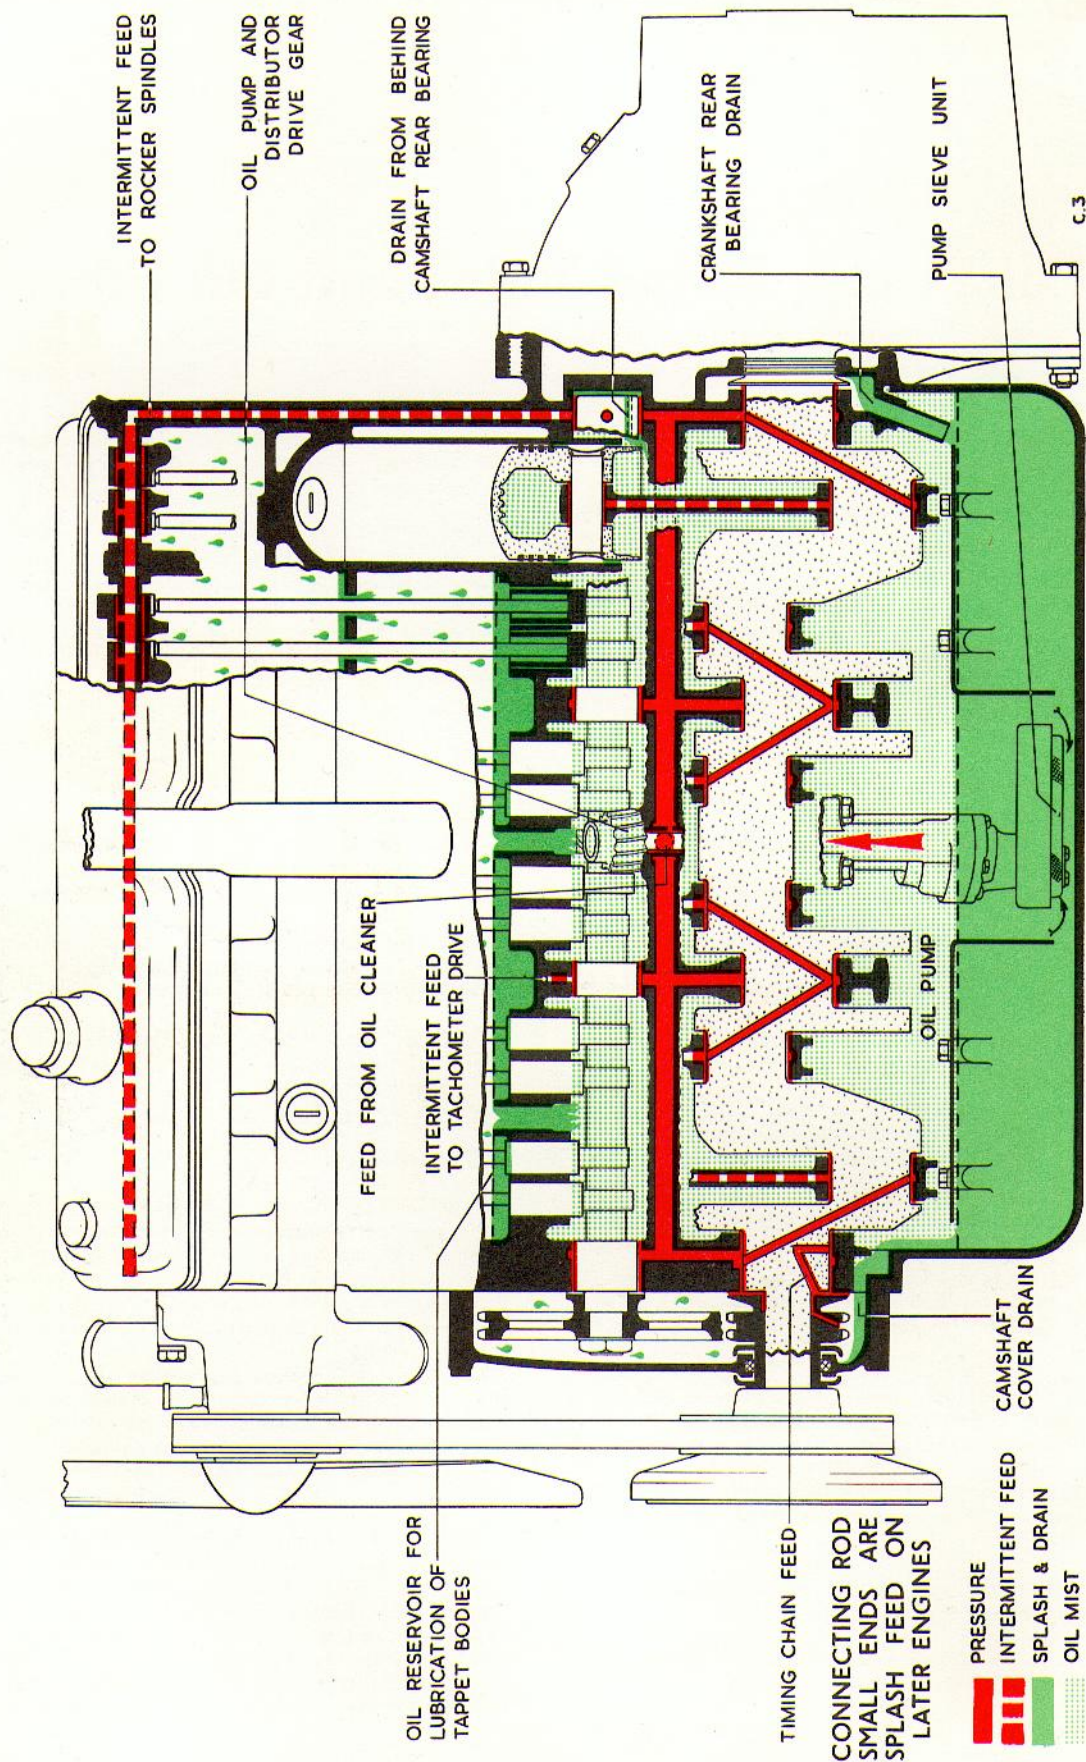 INTERMITTENT FEED
TO ROCKER SPINDLES
OIL PUMP AND
DISTRIBUTOR
DRIVE GEAR
DRAIN FROM BEHIND
CAMSHAFT REAR BEARING
CRANKSHAFT REAR
BEARING DRAIN
PUMP SIEVE UNIT
C.3
FEED FROM OIL CLEANER
INTERMITTENT FEED
TO TACHOMETER DRIVE
OIL PUMP
OIL RESERVOIR FOR
LUBRICATION OF
TAPPET BODIES
TIMING CHAIN FEED
CAMSHAFT
COVER DRAIN
CONNECTING ROD
SMALL ENDS ARE
SPLASH FEED ON
LATER ENGINES
PRESSURE
INTERMITTENT FEED
SPLASH & DRAIN
OIL MIST